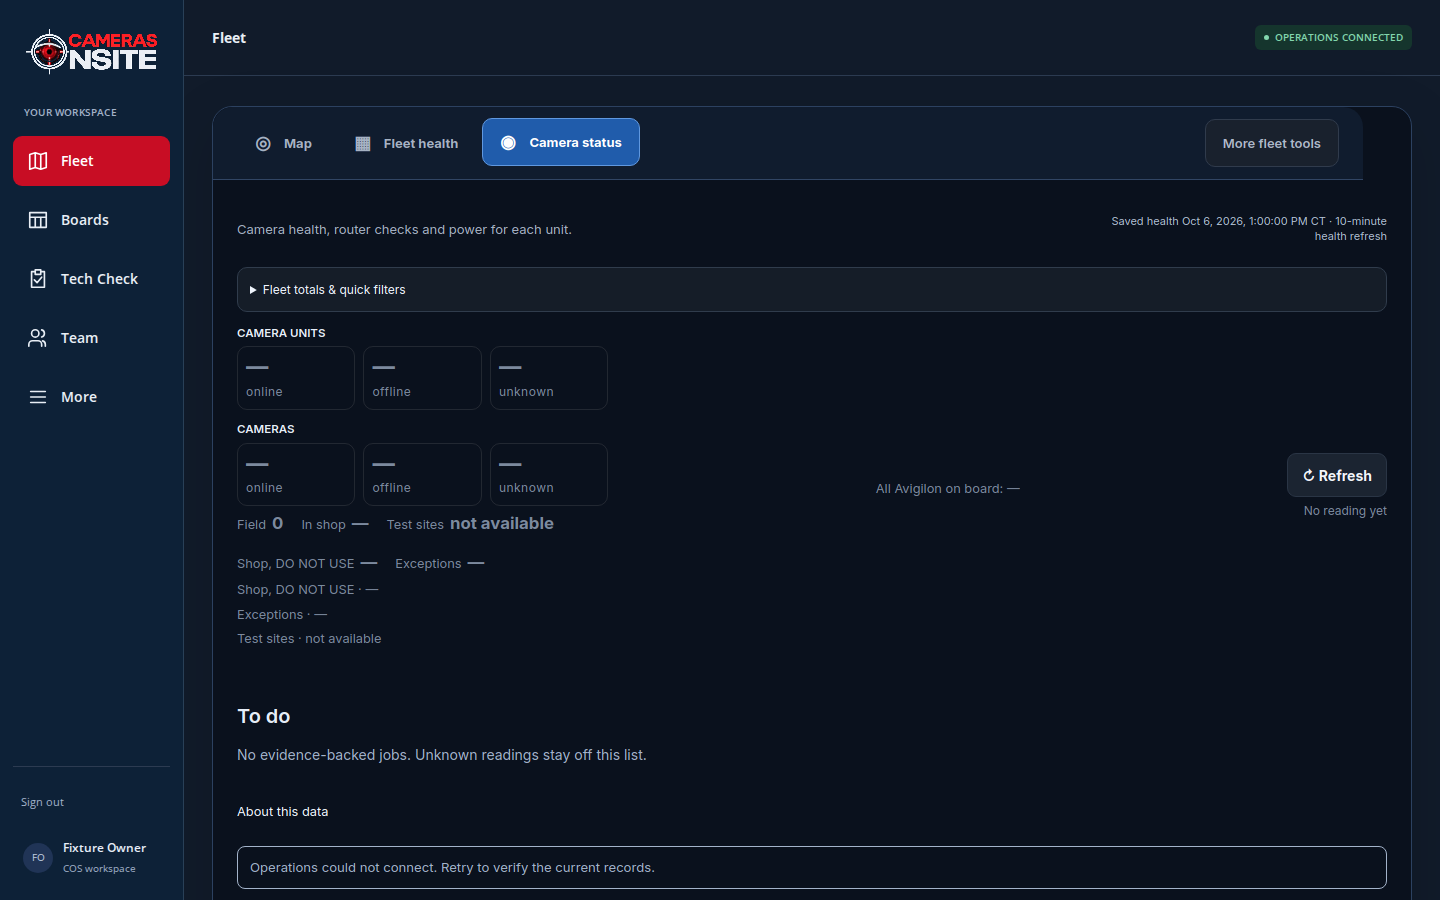 CAMERAS
NSITE
YOUR WORKSPACE
Fleet
Boards
Tech Check
Team
More
Sign out
FO
Fixture Owner
COS workspace
Fleet
OPERATIONS CONNECTED
Map
Fleet health
Camera status
More fleet tools
Camera health, router checks and power for each unit.
Saved health Oct 6, 2026, 1:00:00 PM CT · 10-minute
health refresh
Fleet totals & quick filters
CAMERA UNITS
— — —
online offline unknown
CAMERAS
— — —
online offline unknown
All Avigilon on board: —
↻ Refresh
No reading yet
Field 0 In shop — Test sites not available
Shop, DO NOT USE — Exceptions —
Shop, DO NOT USE · —
Exceptions · —
Test sites · not available
To do
No evidence-backed jobs. Unknown readings stay off this list.
About this data
Operations could not connect. Retry to verify the current records.